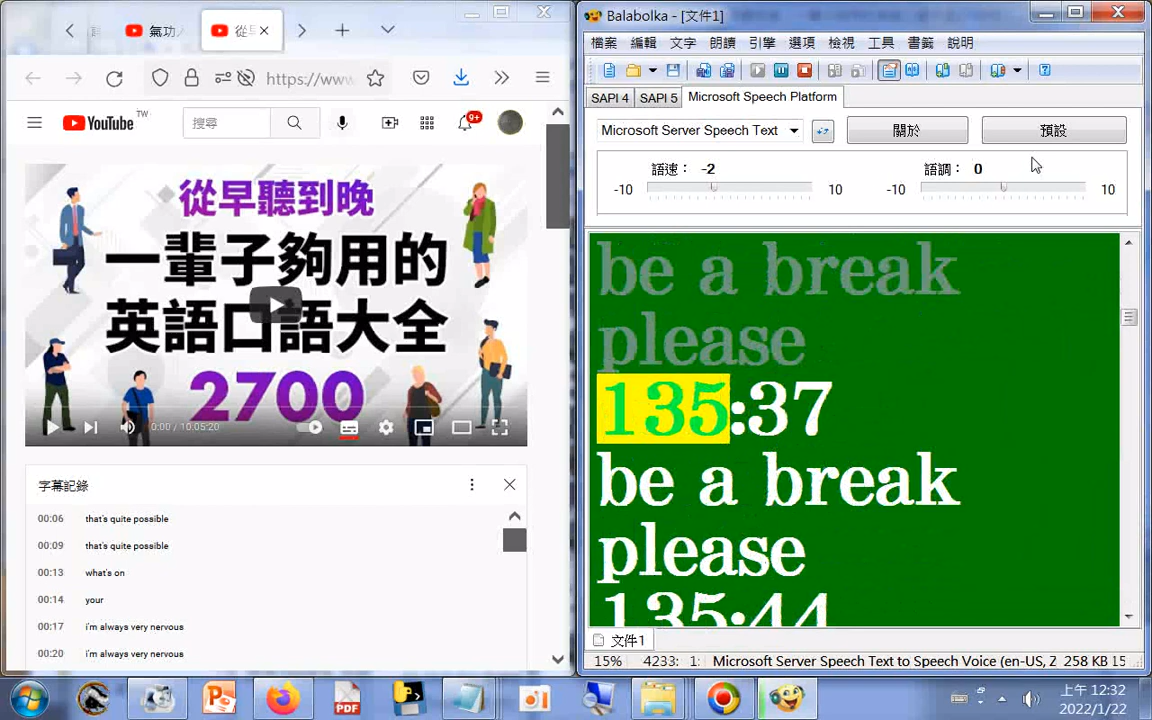 氣功人
從!
https://www
YouTube TW
搜尋
9+
從早聽到晚
一輩子夠用的
英語口語大全
2700
0:00 / 10:05:20
字幕記錄
00:06 that's quite possible
00:09 that's quite possible
00:13 what's on
00:14 your
00:17 i'm always very nervous
00:20 i'm always very nervous
Balabolka - [文件1]
檔案 編輯 文字 朗讀 引擎 選項 檢視 工具 書籤 說明
SAPI 4 SAPI 5 Microsoft Speech Platform
Microsoft Server Speech Text 關於 預設
語速： -2 語調： 0
-10 10 -10 10
be a break
please
135:37
be a break
please
135:44
文件1
15% 4233: 1: Microsoft Server Speech Text to Speech Voice (en-US, Z 258 KB 15
PDF
上午 12:32
2022/1/22